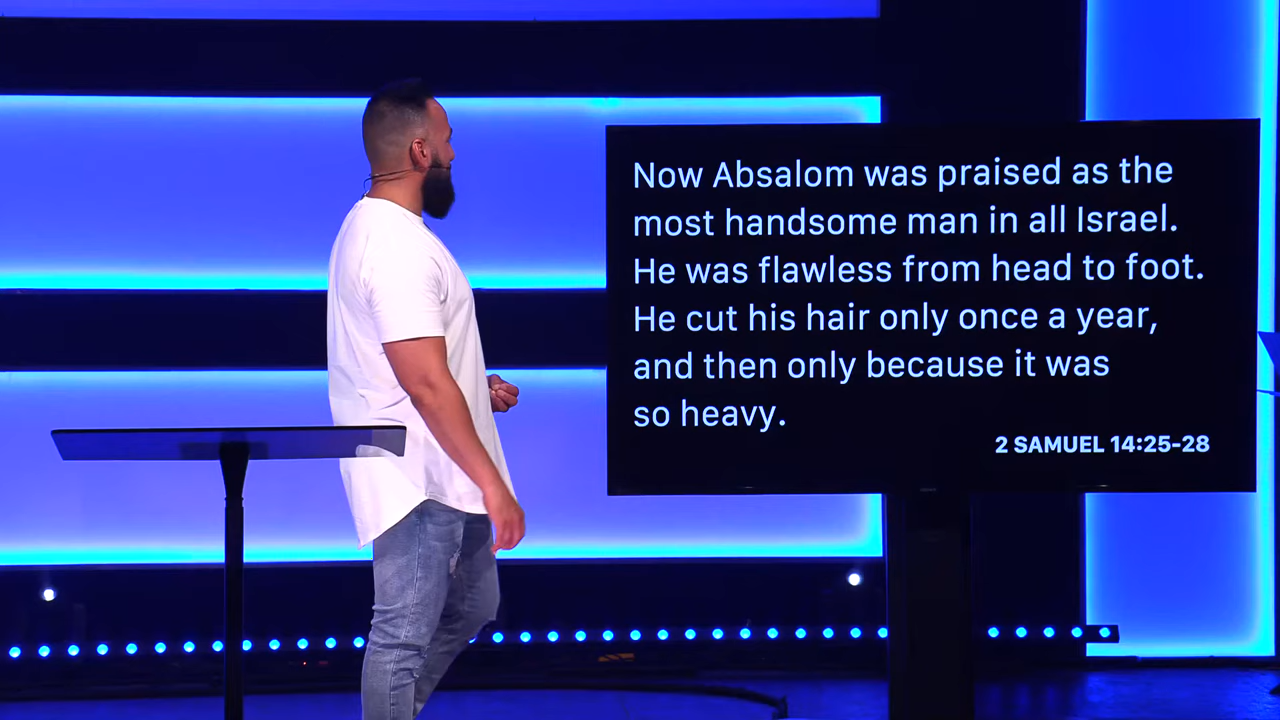 Now Absalom was praised as the
most handsome man in all Israel.
He was flawless from head to foot.
He cut his hair only once a year,
and then only because it was
so heavy.
2 SAMUEL 14:25-28